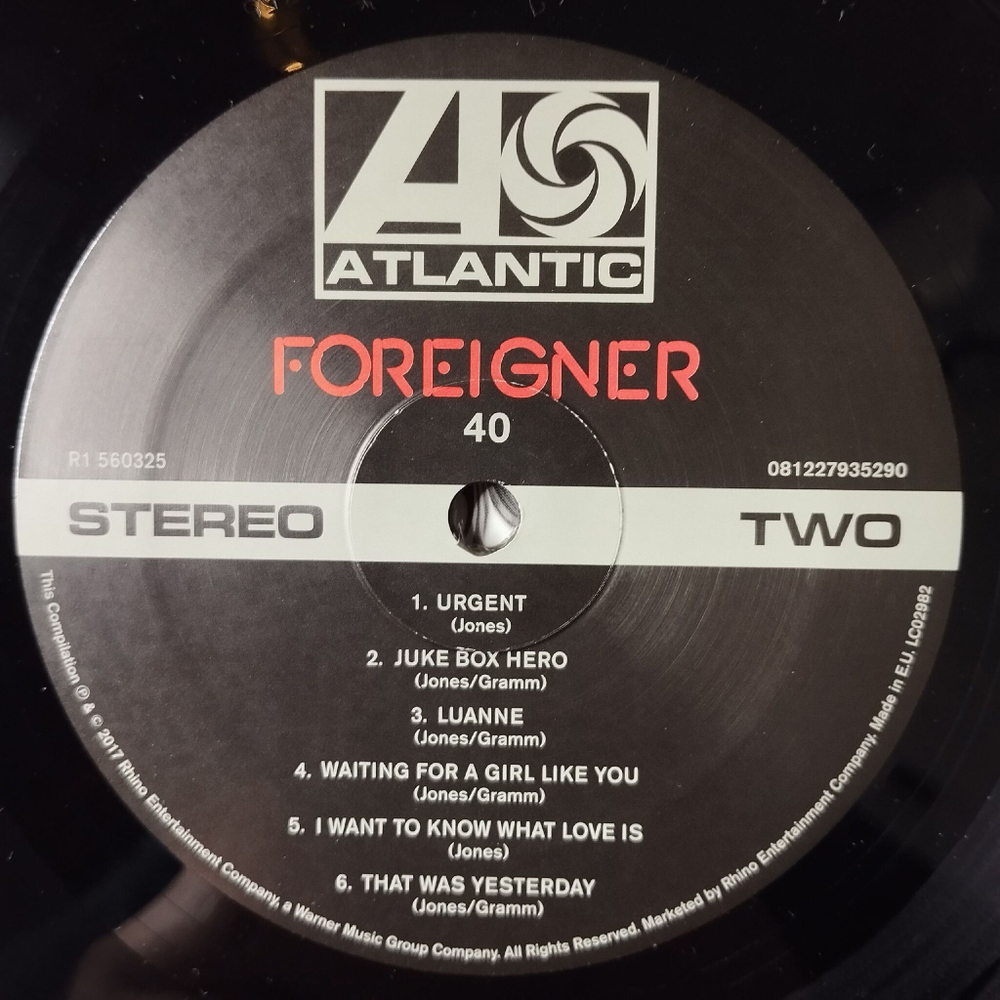 ATLANTIC
FOREIGNER
40
R1 560325
081227935290
STEREO
TWO
1. URGENT
(Jones)
2. JUKE BOX HERO
(Jones/Gramm)
3. LUANNE
(Jones/Gramm)
4. WAITING FOR A GIRL LIKE YOU
(Jones/Gramm)
5. I WANT TO KNOW WHAT LOVE IS
(Jones)
6. THAT WAS YESTERDAY
(Jones/Gramm)
This Compilation ℗ & © 2017 Rhino Entertainment Company, a Warner Music Group Company. All Rights Reserved. Marketed by Rhino Entertainment Company. Made in E.U. LC02982